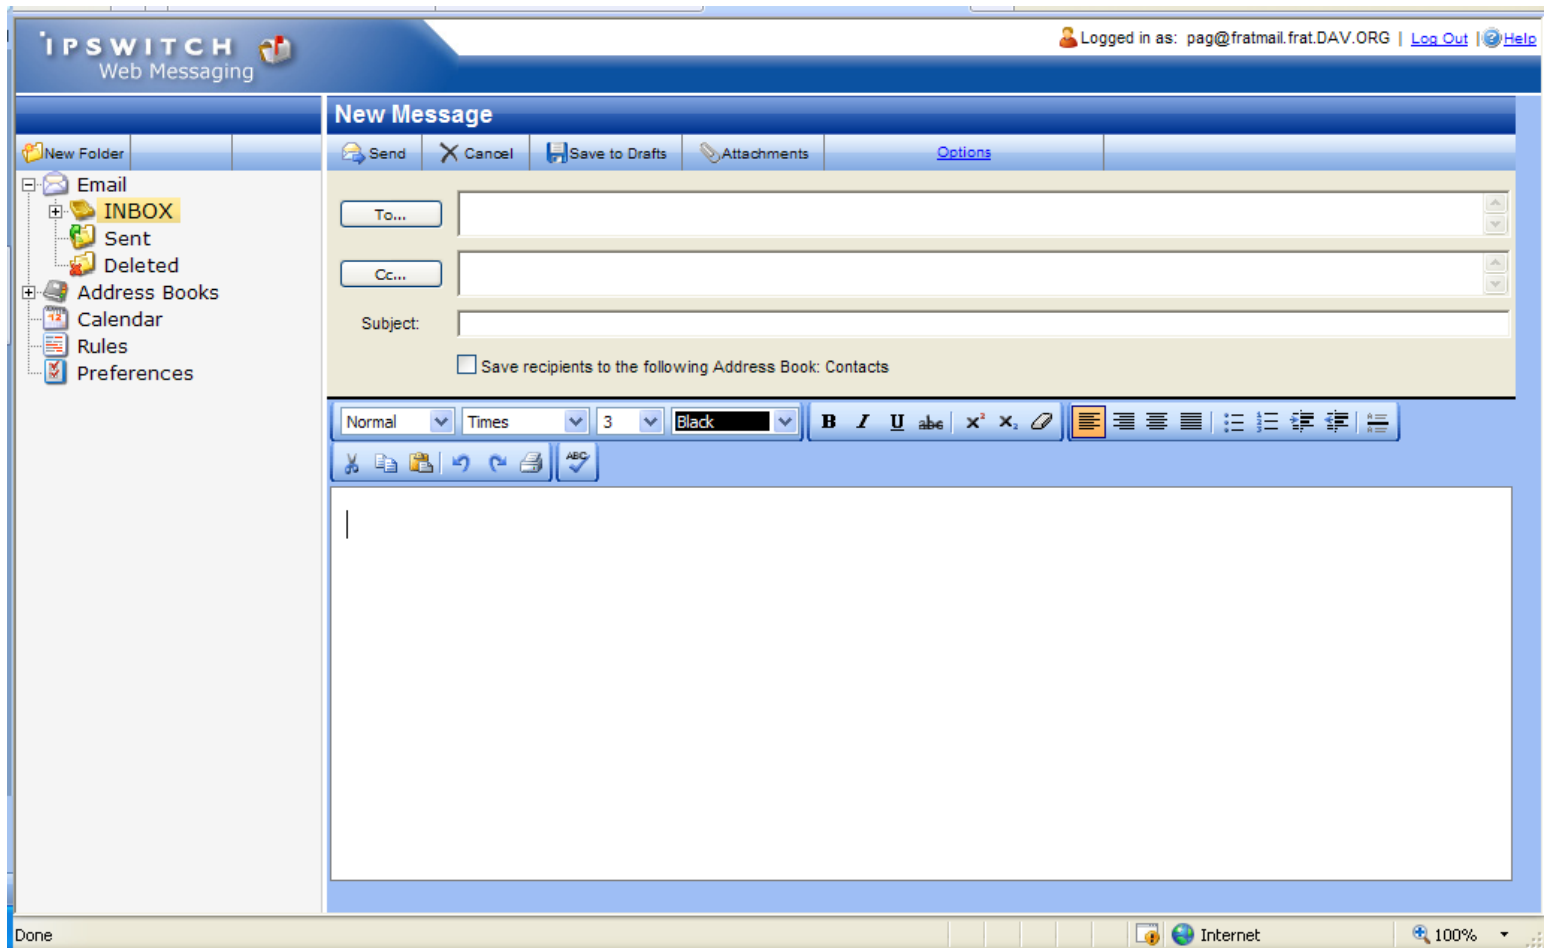 IPSWITCH
Web Messaging
Logged in as: pag@fratmail.frat.DAV.ORG | Log Out | Help
New Message
New Folder
Send Cancel Save to Drafts Attachments Options
Email
INBOX
Sent
Deleted
Address Books
Calendar
Rules
Preferences
To...
Cc...
Subject:
Save recipients to the following Address Book: Contacts
Normal Times 3 Black B I U abc x² x₂
ABC
Done Internet 100%